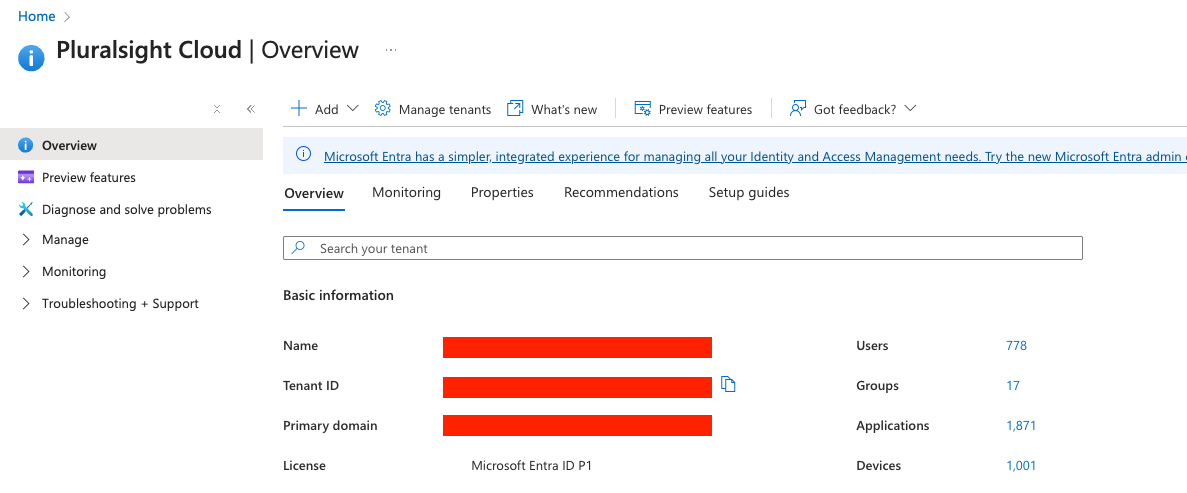 Home
Pluralsight Cloud | Overview ...
Add
Manage tenants
What's new
Preview features
Got feedback?
Overview
Preview features
Diagnose and solve problems
Manage
Monitoring
Troubleshooting + Support
Microsoft Entra has a simpler, integrated experience for managing all your Identity and Access Management needs. Try the new Microsoft Entra admin
Overview
Monitoring
Properties
Recommendations
Setup guides
Search your tenant
Basic information
Name
Users 778
Tenant ID
Groups 17
Primary domain
Applications 1,871
License Microsoft Entra ID P1
Devices 1,001